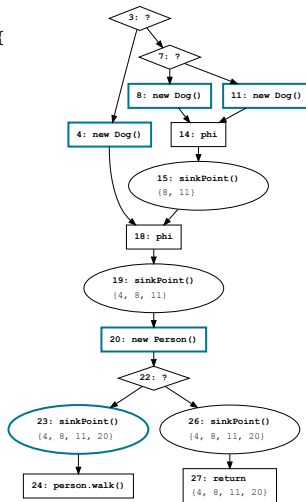 {
3: ?
7: ?
8: new Dog()
11: new Dog()
4: new Dog()
14: phi
15: sinkPoint()
{8, 11}
18: phi
19: sinkPoint()
{4, 8, 11}
20: new Person()
22: ?
23: sinkPoint()
{4, 8, 11, 20}
26: sinkPoint()
{4, 8, 11, 20}
24: person.walk()
27: return
{4, 8, 11, 20}